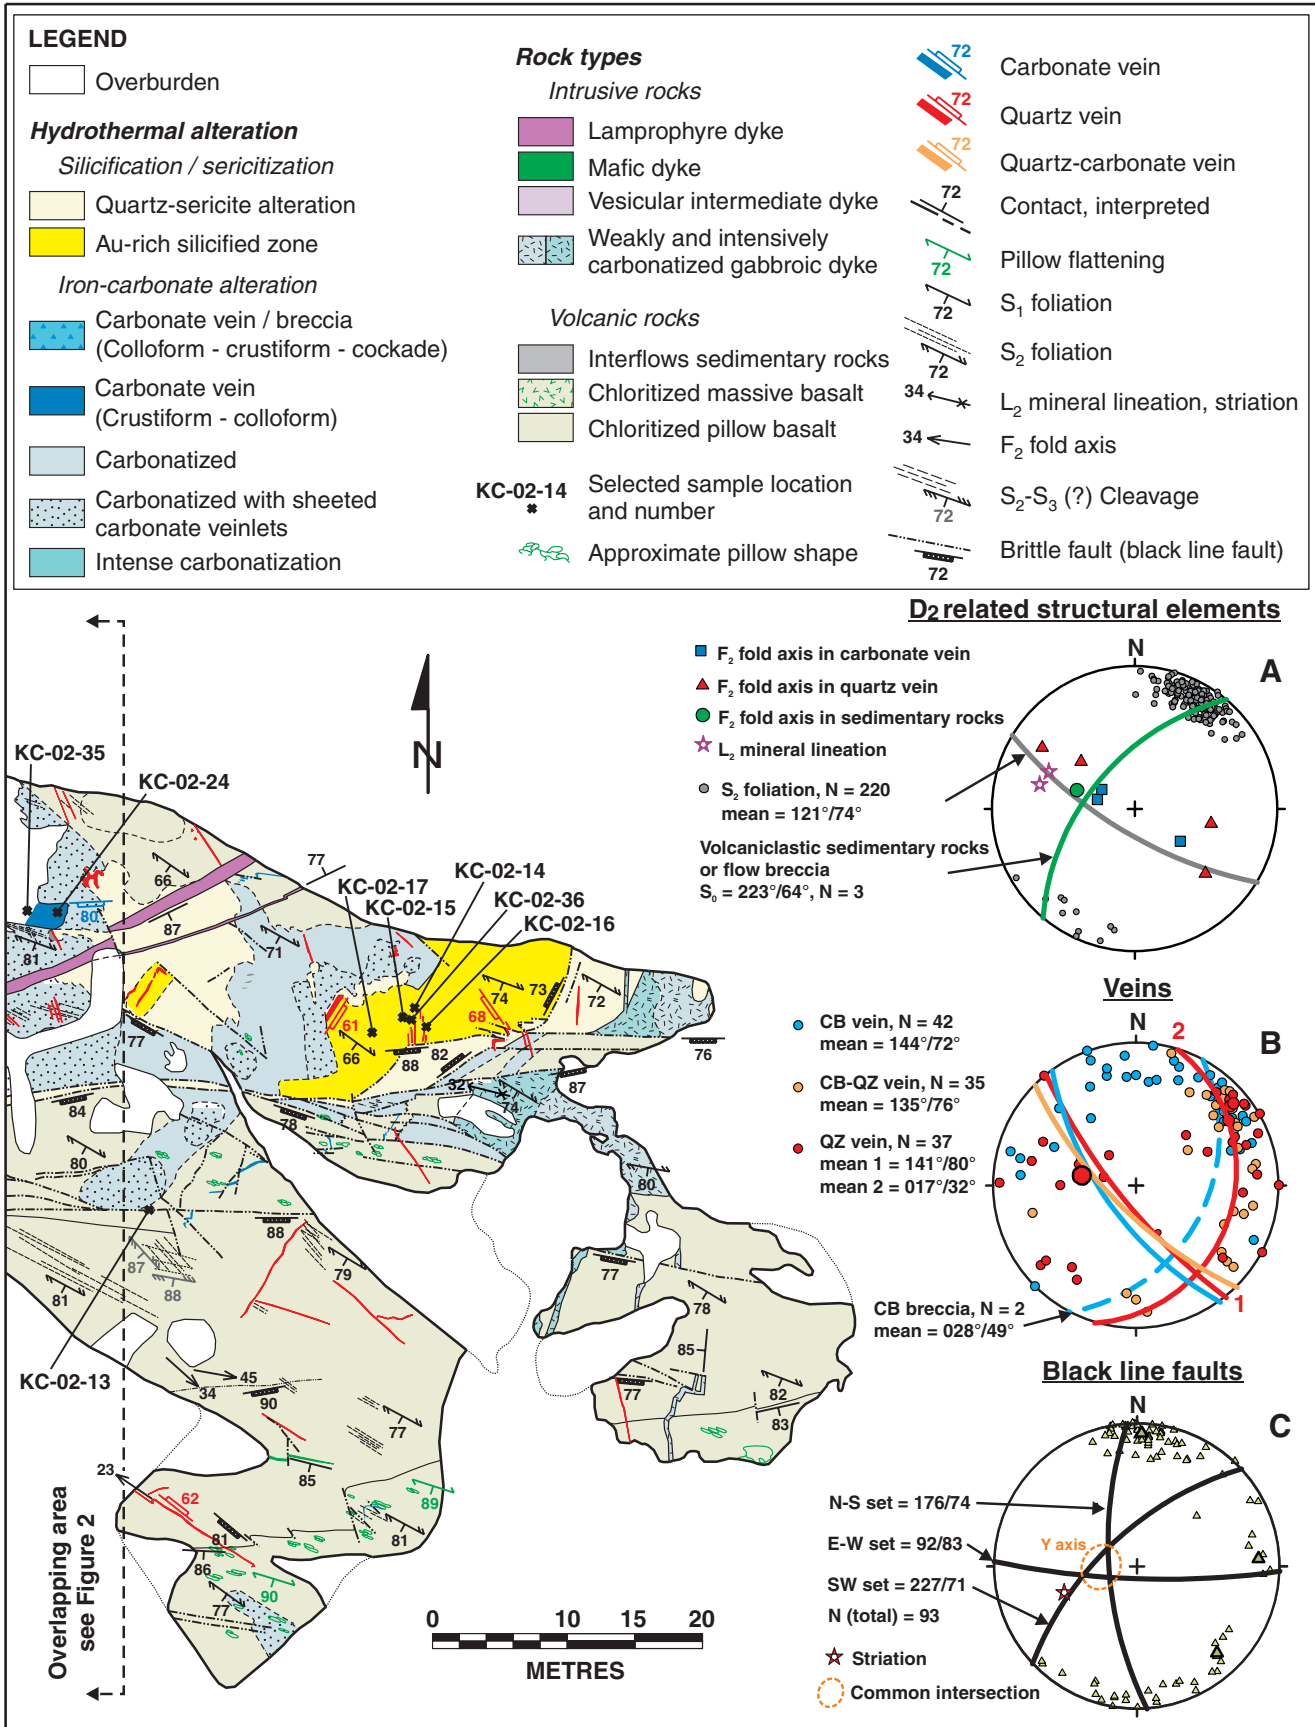 LEGEND
Overburden
Hydrothermal alteration
Silicification / sericitization
Quartz-sericite alteration
Au-rich silicified zone
Iron-carbonate alteration
Carbonate vein / breccia
(Colloform - crustiform - cockade)
Carbonate vein
(Crustiform - colloform)
Carbonatized
Carbonatized with sheeted
carbonate veinlets
Intense carbonatization
Rock types
Intrusive rocks
Lamprophyre dyke
Mafic dyke
Vesicular intermediate dyke
Weakly and intensively
carbonatized gabbroic dyke
Volcanic rocks
Interflows sedimentary rocks
Chloritized massive basalt
Chloritized pillow basalt
KC-02-14
Selected sample location
and number
Approximate pillow shape
72
Carbonate vein
72
Quartz vein
72
Quartz-carbonate vein
72
Contact, interpreted
72
Pillow flattening
72
S1 foliation
72
S2 foliation
34
L2 mineral lineation, striation
34
F2 fold axis
72
S2-S3 (?) Cleavage
72
Brittle fault (black line fault)
D2 related structural elements
A
N
F2 fold axis in carbonate vein
F2 fold axis in quartz vein
F2 fold axis in sedimentary rocks
L2 mineral lineation
S2 foliation, N = 220
mean = 121°/74°
Volcaniclastic sedimentary rocks
or flow breccia
S0 = 223°/64°, N = 3
Veins
B
N
2
1
CB vein, N = 42
mean = 144°/72°
CB-QZ vein, N = 35
mean = 135°/76°
QZ vein, N = 37
mean 1 = 141°/80°
mean 2 = 017°/32°
CB breccia, N = 2
mean = 028°/49°
Black line faults
C
N
N-S set = 176/74
E-W set = 92/83
Y axis
SW set = 227/71
N (total) = 93
Striation
Common intersection
N
KC-02-35
KC-02-24
KC-02-17
KC-02-14
KC-02-15
KC-02-36
KC-02-16
KC-02-13
77
66
80
87
81
71
77
61
66
88
82
68
74
73
72
76
87
32
74
78
84
80
80
88
87
88
79
81
77
78
85
77
82
83
34
45
90
77
85
23
62
81
86
89
81
90
77
Overlapping area
see Figure 2
0
10
15
20
METRES